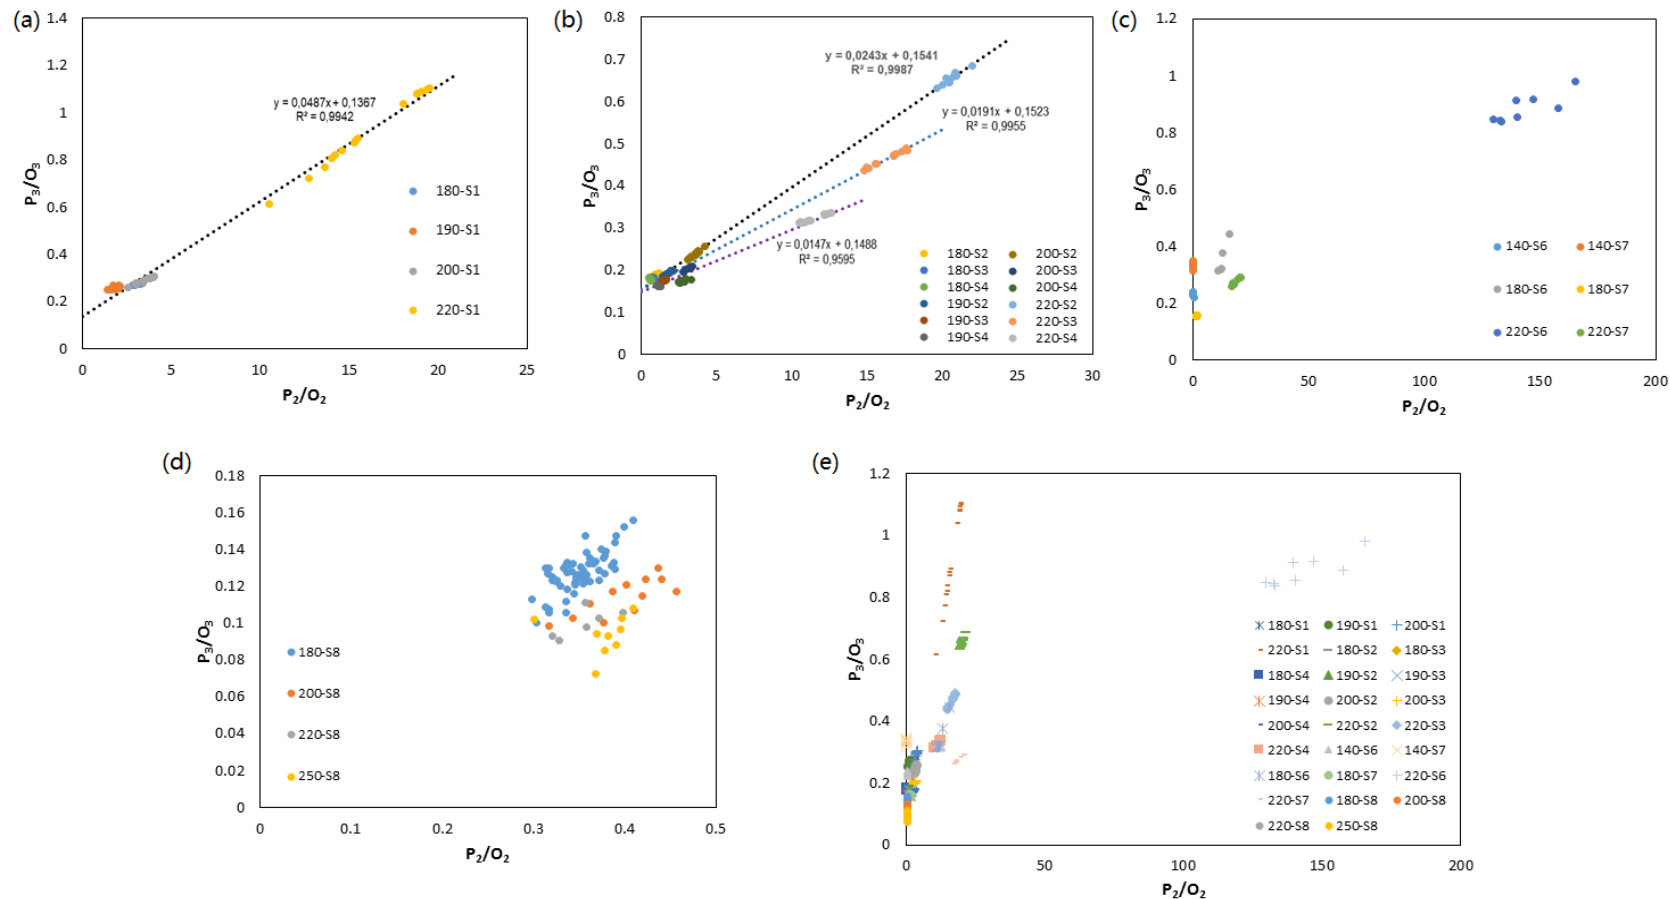 (a)
1.4
1.2
1
0.8
0.6
0.4
0.2
0
0 5 10 15 20 25
P3/O3
P2/O2
y = 0,0487x + 0,1367
R² = 0,9942
180-S1
190-S1
200-S1
220-S1
(b)
0.8
0.7
0.6
0.5
0.4
0.3
0.2
0.1
0
0 5 10 15 20 25 30
P3/O3
P2/O2
y = 0,0243x + 0,1541
R² = 0,9987
y = 0,0191x + 0,1523
R² = 0,9955
y = 0,0147x + 0,1488
R² = 0,9595
180-S2 200-S2
180-S3 200-S3
180-S4 200-S4
190-S2 220-S2
190-S3 220-S3
190-S4 220-S4
(c)
1.2
1
0.8
0.6
0.4
0.2
0
0 50 100 150 200
P3/O3
P2/O2
140-S6 140-S7
180-S6 180-S7
220-S6 220-S7
(d)
0.18
0.16
0.14
0.12
0.1
0.08
0.06
0.04
0.02
0
0 0.1 0.2 0.3 0.4 0.5
P3/O3
P2/O2
180-S8
200-S8
220-S8
250-S8
(e)
1.2
1
0.8
0.6
0.4
0.2
0
0 50 100 150 200
P3/O3
P2/O2
180-S1 190-S1 200-S1
220-S1 180-S2 180-S3
180-S4 190-S2 190-S3
190-S4 200-S2 200-S3
200-S4 220-S2 220-S3
220-S4 140-S6 140-S7
180-S6 180-S7 220-S6
220-S7 180-S8 200-S8
220-S8 250-S8